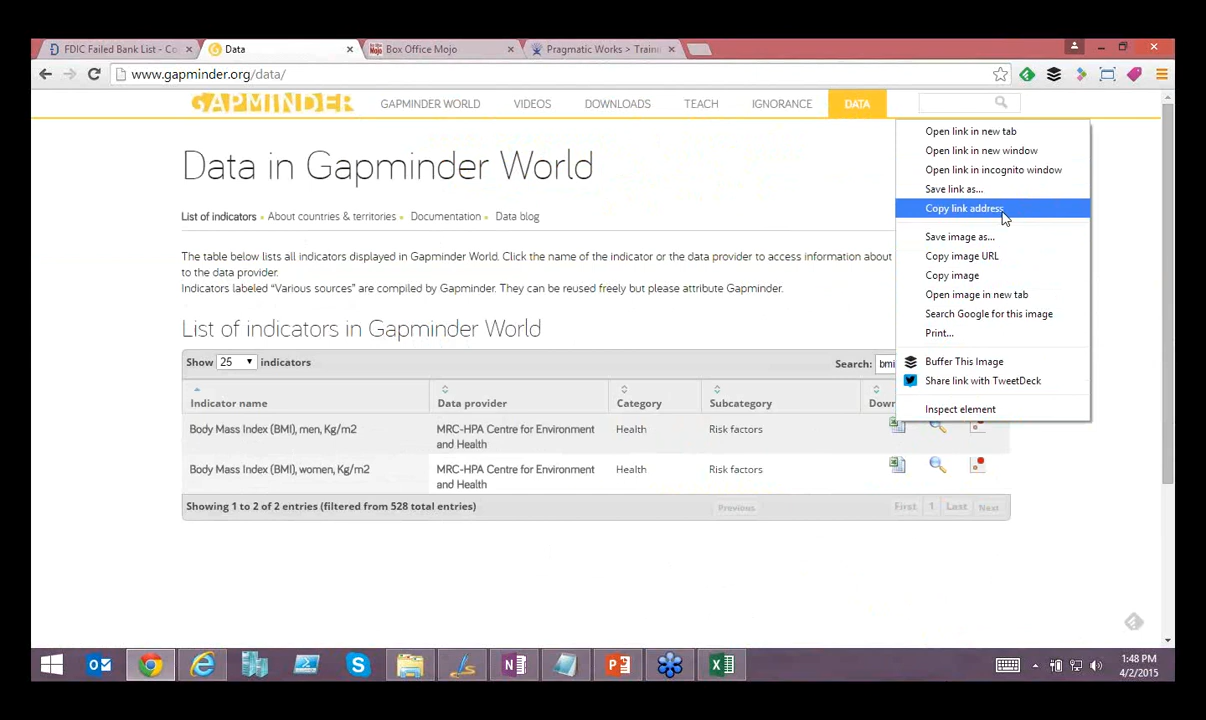 FDIC Failed Bank List - Co
Data
Box Office Mojo
Pragmatic Works > Traini
www.gapminder.org/data/
GAPMINDER
GAPMINDER WORLD
VIDEOS
DOWNLOADS
TEACH
IGNORANCE
DATA
Data in Gapminder World
List of indicators
About countries & territories
Documentation
Data blog
The table below lists all indicators displayed in Gapminder World. Click the name of the indicator or the data provider to access information about
to the data provider.
Indicators labeled “Various sources” are compiled by Gapminder. They can be reused freely but please attribute Gapminder.
List of indicators in Gapminder World
Show 25 indicators
Search: bmi
Indicator name
Data provider
Category
Subcategory
Down
Body Mass Index (BMI), men, Kg/m2
MRC-HPA Centre for Environment
and Health
Health
Risk factors
Body Mass Index (BMI), women, Kg/m2
MRC-HPA Centre for Environment
and Health
Health
Risk factors
Showing 1 to 2 of 2 entries (filtered from 528 total entries)
Previous
First
1
Last
Next
Open link in new tab
Open link in new window
Open link in incognito window
Save link as...
Copy link address
Save image as...
Copy image URL
Copy image
Open image in new tab
Search Google for this image
Print...
Buffer This Image
Share link with TweetDeck
Inspect element
1:48 PM
4/2/2015